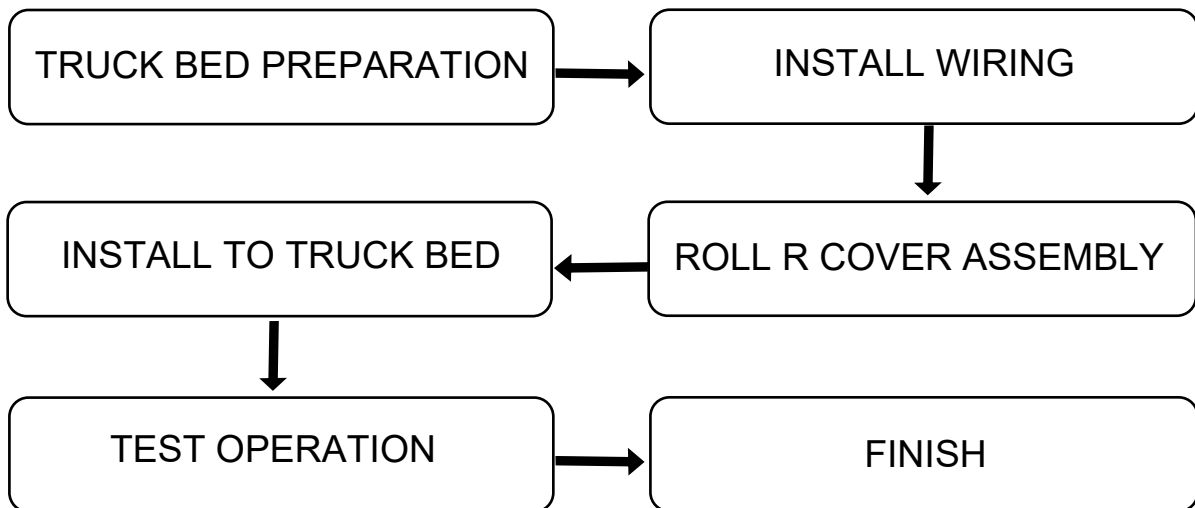 TRUCK BED PREPARATION
INSTALL WIRING
ROLL R COVER ASSEMBLY
INSTALL TO TRUCK BED
TEST OPERATION
FINISH